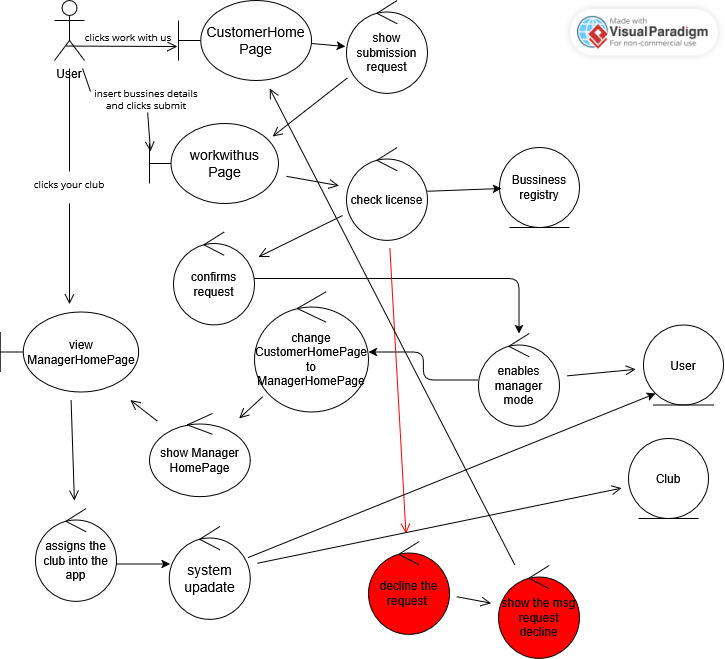 clicks work with us
CustomerHome
Page
show
submission
request
Made with
VisualParadigm
For non-commercial use
User
insert bussines details
and clicks submit
workwithus
Page
check license
Bussiness
registry
clicks your club
confirms
request
view
ManagerHomePage
change
CustomerHomePage
to
ManagerHomePage
enables
manager
mode
User
show Manager
HomePage
Club
assigns the
club into the
app
system
upadate
decline the
request
show the msg
request
decline